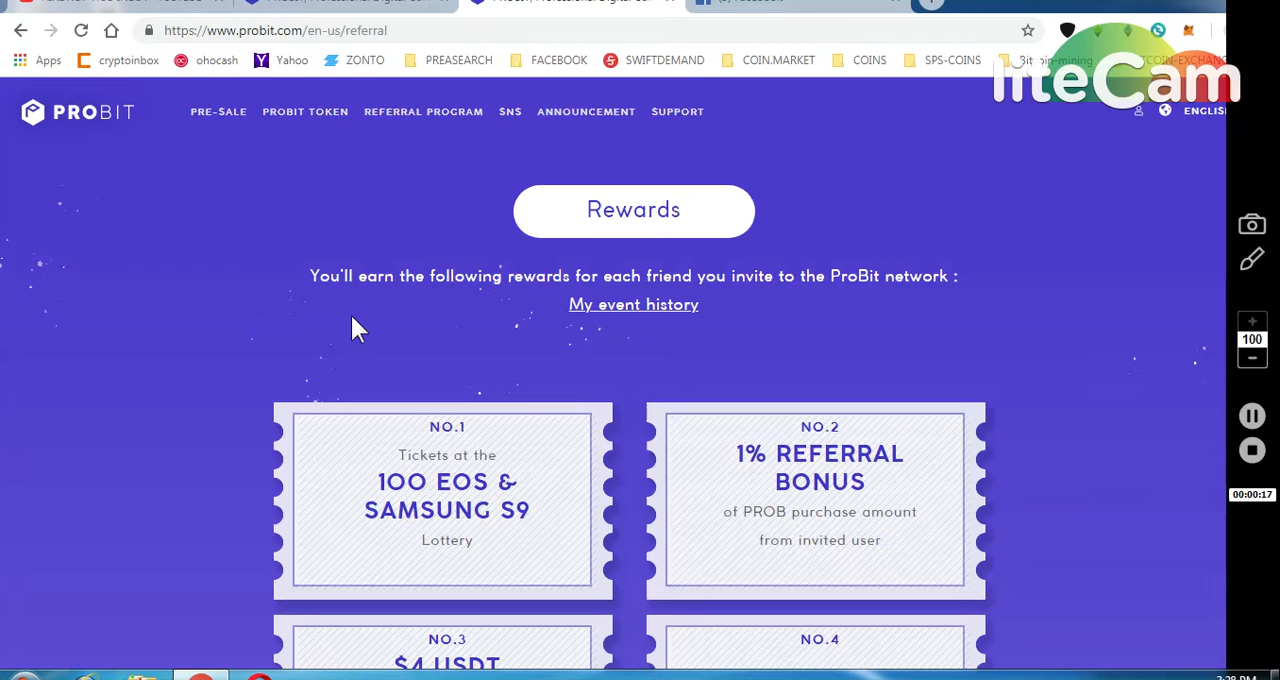 https://www.probit.com/en-us/referral
Apps cryptoinbox ohocash Yahoo ZONTO PREASEARCH FACEBOOK SWIFTDEMAND COIN.MARKET COINS SPS-COINS
liteCam
PROBIT PRE-SALE PROBIT TOKEN REFERRAL PROGRAM SNS ANNOUNCEMENT SUPPORT ENGLIS
Rewards
You'll earn the following rewards for each friend you invite to the ProBit network :
My event history
100
NO.1
Tickets at the
100 EOS &
SAMSUNG S9
Lottery
NO.2
1% REFERRAL
BONUS
of PROB purchase amount
from invited user
00:00:17
NO.3
$4 USDT
NO.4